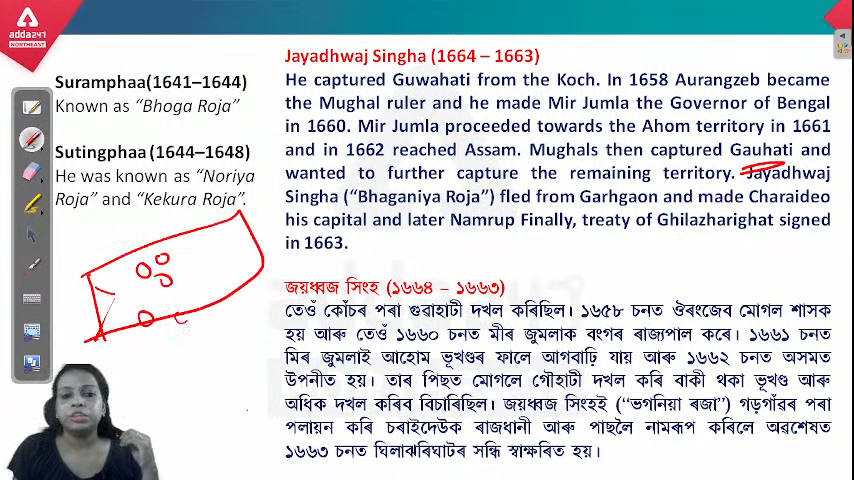 adda247
NORTHEAST
Suramphaa(1641–1644)
Known as “Bhoga Roja”
Sutingphaa (1644–1648)
He was known as “Noriya
Roja” and “Kekura Roja”.
Jayadhwaj Singha (1664 – 1663)
He captured Guwahati from the Koch. In 1658 Aurangzeb became
the Mughal ruler and he made Mir Jumla the Governor of Bengal
in 1660. Mir Jumla proceeded towards the Ahom territory in 1661
and in 1662 reached Assam. Mughals then captured Gauhati and
wanted to further capture the remaining territory. Jayadhwaj
Singha (“Bhaganiya Roja”) fled from Garhgaon and made Charaideo
his capital and later Namrup Finally, treaty of Ghilazharighat signed
in 1663.
জয়ধ্বজ সিংহ (১৬৬৪ – ১৬৬৩)
তেওঁ কোঁচৰ পৰা গুৱাহাটী দখল কৰিছিল। ১৬৫৮ চনত ঔৰংজেব মোগল শাসক
হয় আৰু তেওঁ ১৬৬০ চনত মীৰ জুমলাক বংগৰ ৰাজ্যপাল কৰে। ১৬৬১ চনত
মিৰ জুমলাই আহোম ভূখণ্ডৰ ফালে আগবাঢ়ি যায় আৰু ১৬৬২ চনত অসমত
উপনীত হয়। তাৰ পিছত মোগলে গৌহাটী দখল কৰি বাকী থকা ভূখণ্ড আৰু
অধিক দখল কৰিব বিচাৰিছিল। জয়ধ্বজ সিংহই (“ভগনিয়া ৰজা”) গড়গাঁৱৰ পৰা
পলায়ন কৰি চৰাইদেউক ৰাজধানী আৰু পাছলৈ নামৰূপ কৰিলে অৱশেষত
১৬৬৩ চনত ঘিলাঝৰিঘাটৰ সন্ধি স্বাক্ষৰিত হয়।